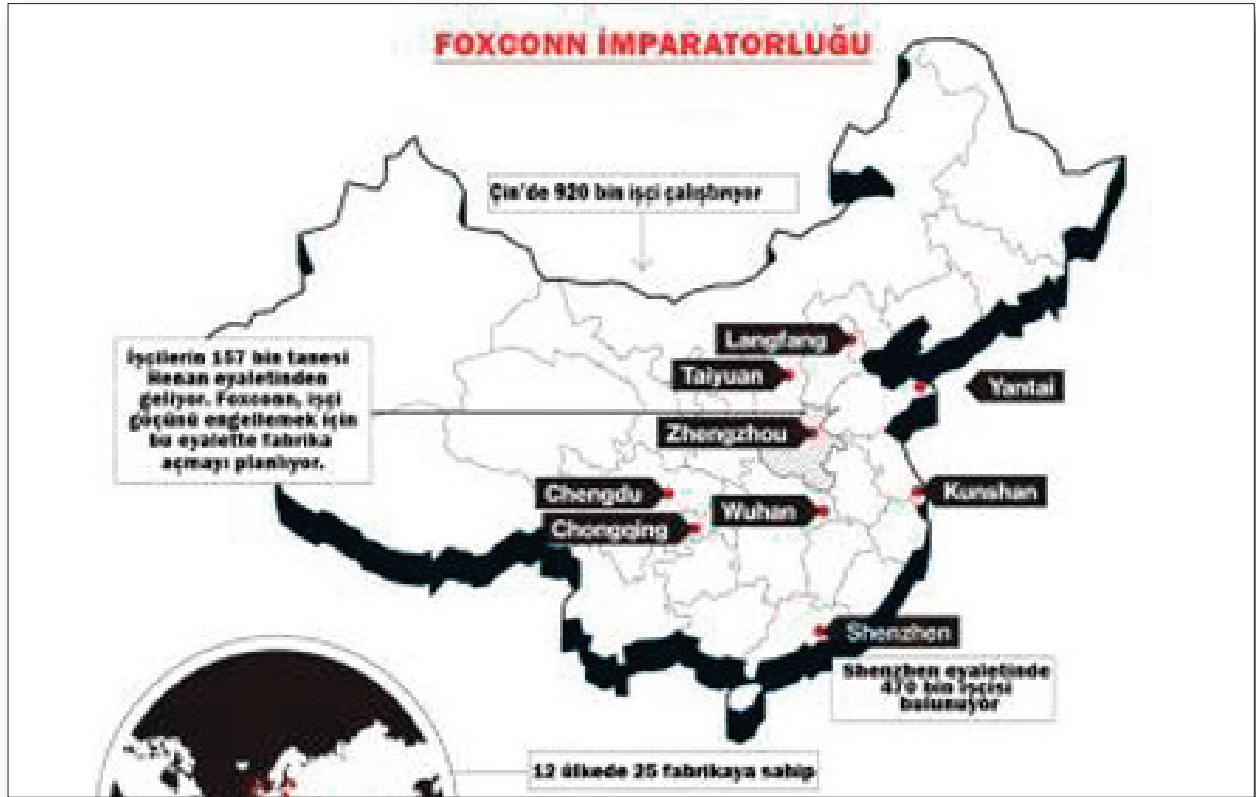 FOXCONN İMPARATORLUĞU
Çin'de 920 bin işçi çalıştırıyor
Langfang
Taiyuan
Yantai
İşçilerin 157 bin tanesi
Henan eyaletinden
geliyor. Foxconn, işçi
göçünü engellemek için
bu eyalette fabrika
açmayı planlıyor.
Zhengzhou
Chengdu
Kunshan
Wuhan
Chongqing
Shenzhen
Shenzhen eyaletinde
470 bin işçisi
bulunuyor
12 ülkede 25 fabrikaya sahip